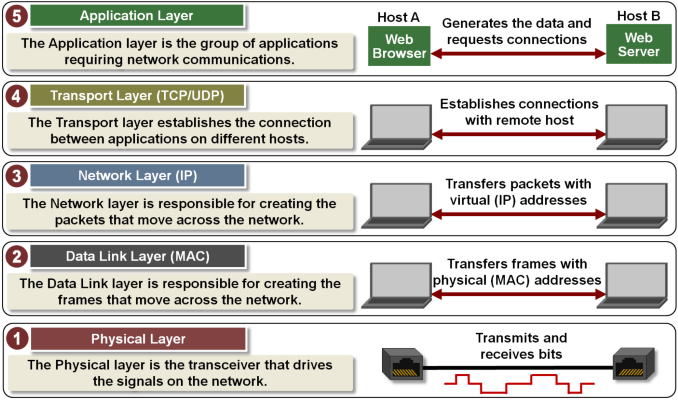 5
Application Layer
The Application layer is the group of applications
requiring network communications.
Host A
Web
Browser
Generates the data and
requests connections
Host B
Web
Server
4
Transport Layer (TCP/UDP)
The Transport layer establishes the connection
between applications on different hosts.
Establishes connections
with remote host
3
Network Layer (IP)
The Network layer is responsible for creating the
packets that move across the network.
Transfers packets with
virtual (IP) addresses
2
Data Link Layer (MAC)
The Data Link layer is responsible for creating the
frames that move across the network.
Transfers frames with
physical (MAC) addresses
1
Physical Layer
The Physical layer is the transceiver that drives
the signals on the network.
Transmits and
receives bits